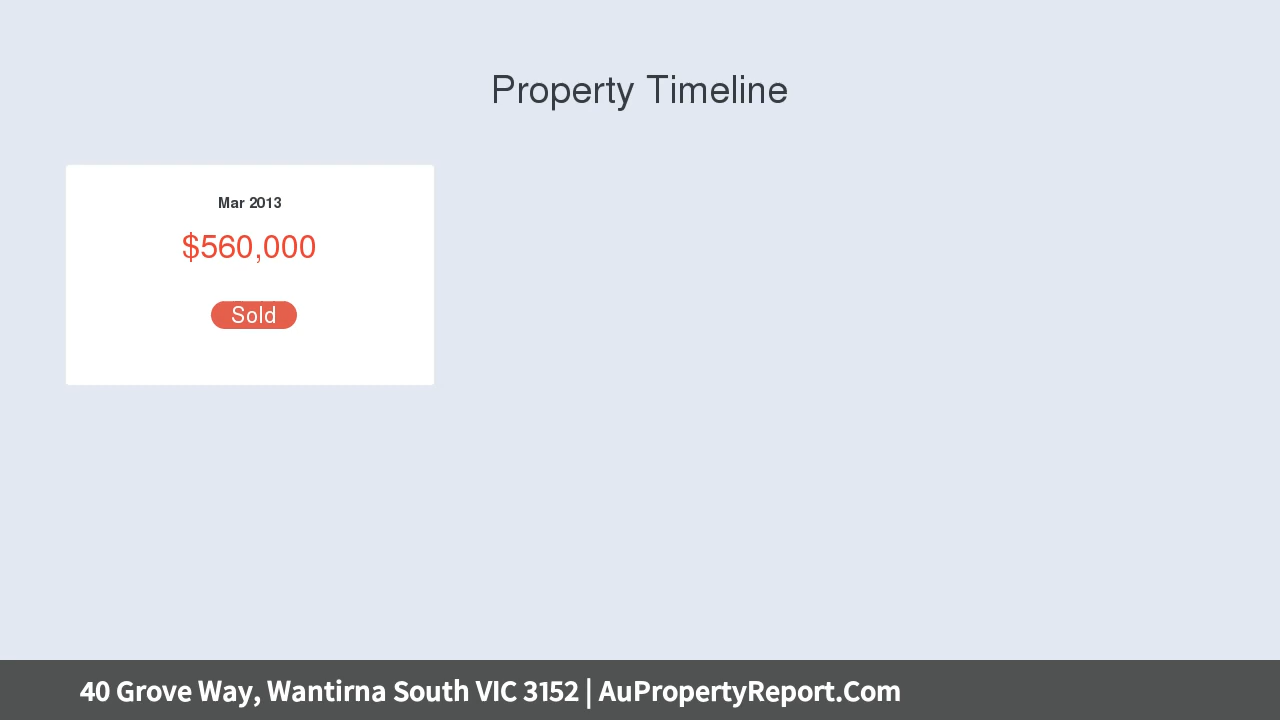 Property Timeline
Mar 2013
$560,000
Sold
40 Grove Way, Wantirna South VIC 3152 | AuPropertyReport.Com